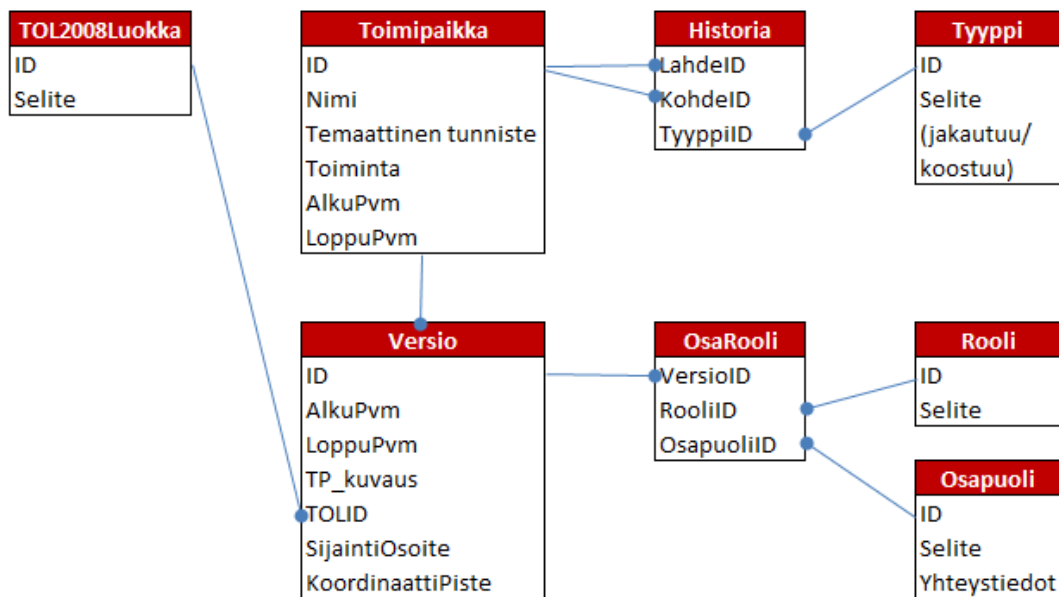 TOL2008Luokka
ID
Selite
Toimipaikka
ID
Nimi
Temaattinen tunniste
Toiminta
AlkuPvm
LoppuPvm
Historia
LahdeID
KohdeID
TyyppiID
Tyyppi
ID
Selite
(jakautuu/
koostuu)
Versio
ID
AlkuPvm
LoppuPvm
TP_kuvaus
TOLID
SijaintiOsoite
KoordinaattiPiste
OsaRooli
VersioID
RooliID
OsapuoliID
Rooli
ID
Selite
Osapuoli
ID
Selite
Yhteystiedot